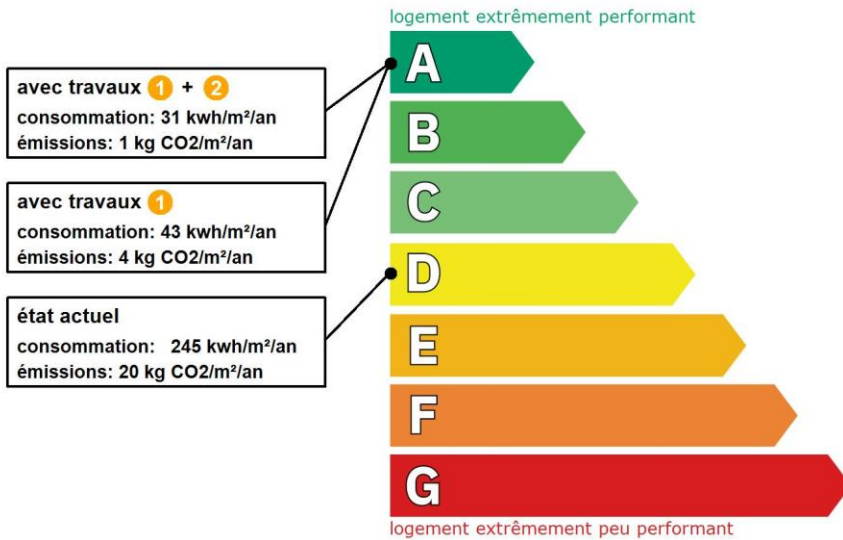 logement extrêmement performant
avec travaux 1 + 2
consommation: 31 kwh/m²/an
émissions: 1 kg CO2/m²/an
avec travaux 1
consommation: 43 kwh/m²/an
émissions: 4 kg CO2/m²/an
état actuel
consommation: 245 kwh/m²/an
émissions: 20 kg CO2/m²/an
A
B
C
D
E
F
G
logement extrêmement peu performant